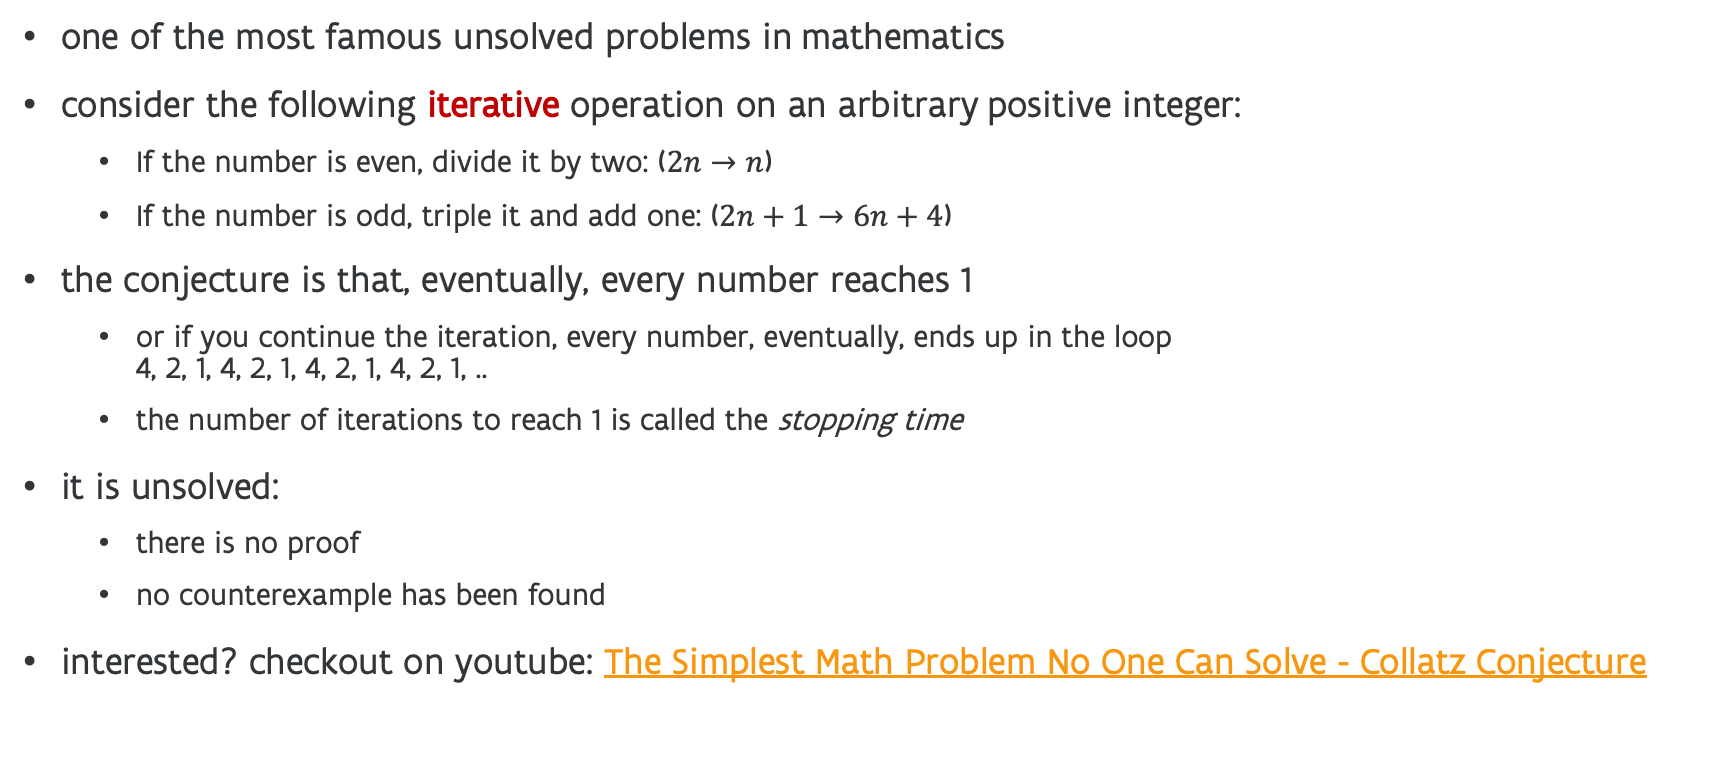 • one of the most famous unsolved problems in mathematics
• consider the following iterative operation on an arbitrary positive integer:
• If the number is even, divide it by two: (2n → n)
• If the number is odd, triple it and add one: (2n + 1 → 6n + 4)
• the conjecture is that, eventually, every number reaches 1
• or if you continue the iteration, every number, eventually, ends up in the loop
4, 2, 1, 4, 2, 1, 4, 2, 1, 4, 2, 1, ..
• the number of iterations to reach 1 is called the stopping time
• it is unsolved:
• there is no proof
• no counterexample has been found
• interested? checkout on youtube: The Simplest Math Problem No One Can Solve - Collatz Conjecture